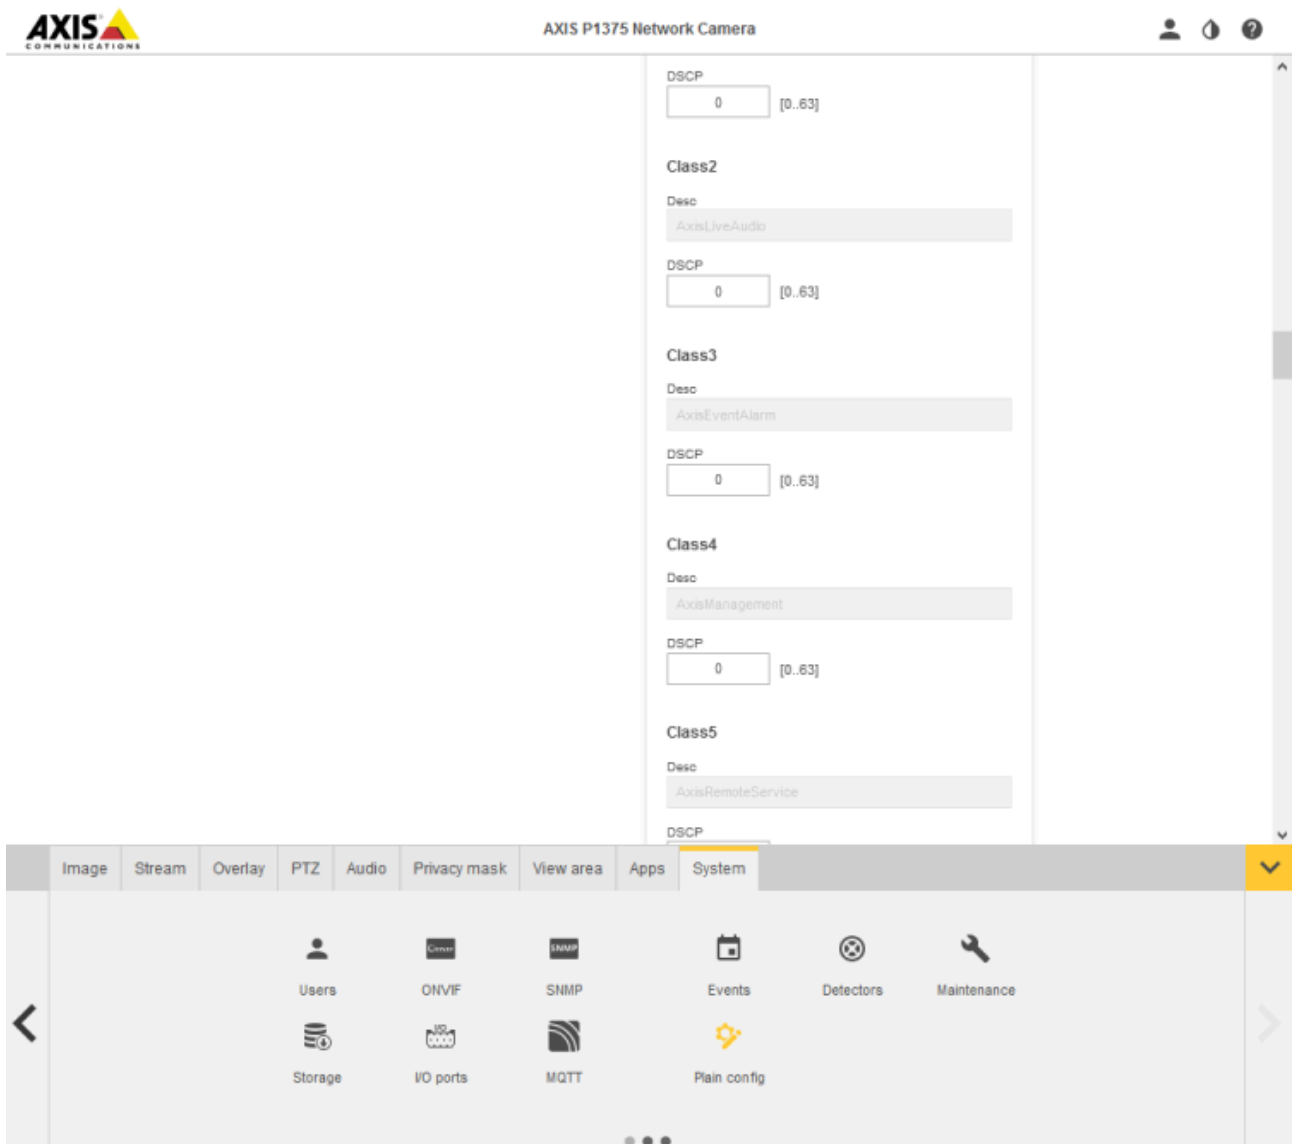 AXIS
COMMUNICATIONS
AXIS P1375 Network Camera
DSCP
0 [0..63]
Class2
Desc
AxisLiveAudio
DSCP
0 [0..63]
Class3
Desc
AxisEventAlarm
DSCP
0 [0..63]
Class4
Desc
AxisManagement
DSCP
0 [0..63]
Class5
Desc
AxisRemoteService
DSCP
Image Stream Overlay PTZ Audio Privacy mask View area Apps System
SNMP
Users ONVIF SNMP Events Detectors Maintenance
I/O
Storage I/O ports MQTT Plain config